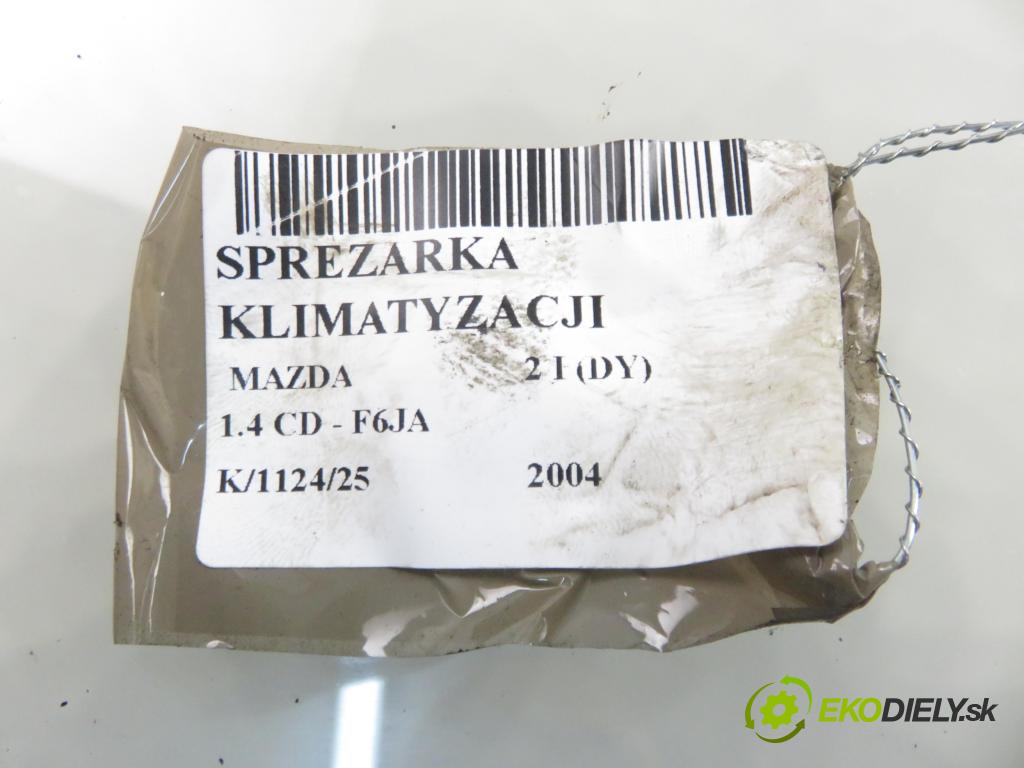 SPREZARKA
KLIMATYZACJI
MAZDA 2 I (DY)
1.4 CD - F6JA
K/1124/25 2004
EKODIELY.sk